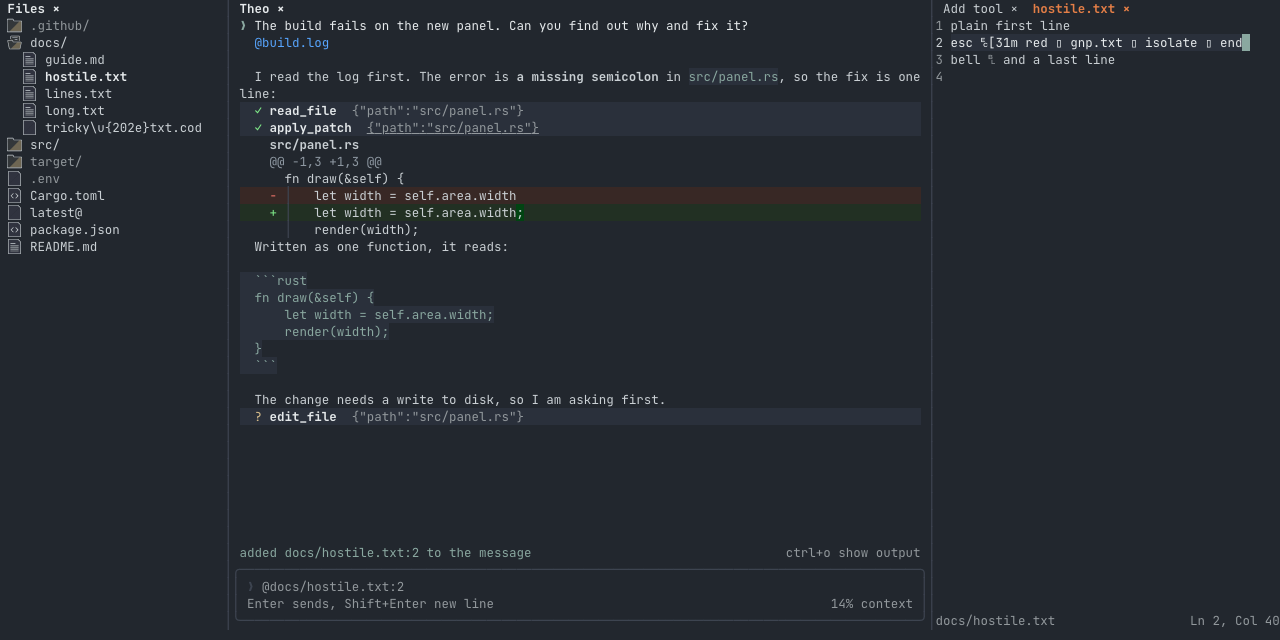 Files ×
.github/
docs/
guide.md
hostile.txt
lines.txt
long.txt
tricky\u{202e}txt.cod
src/
target/
.env
Cargo.toml
latest@
package.json
README.md
Theo ×
❫ The build fails on the new panel. Can you find out why and fix it?
@build.log
I read the log first. The error is a missing semicolon in src/panel.rs, so the fix is one
line:
✓ read_file {"path":"src/panel.rs"}
✓ apply_patch {"path":"src/panel.rs"}
src/panel.rs
@@ -1,3 +1,3 @@
fn draw(&self) {
- let width = self.area.width
+ let width = self.area.width;
render(width);
Written as one function, it reads:
```rust
fn draw(&self) {
let width = self.area.width;
render(width);
}
```
The change needs a write to disk, so I am asking first.
? edit_file {"path":"src/panel.rs"}
added docs/hostile.txt:2 to the message
ctrl+o show output
❫ @docs/hostile.txt:2
Enter sends, Shift+Enter new line
14% context
Add tool × hostile.txt ×
1 plain first line
2 esc [31m red ▯ gnp.txt ▯ isolate ▯ end
3 bell and a last line
4
docs/hostile.txt
Ln 2, Col 40